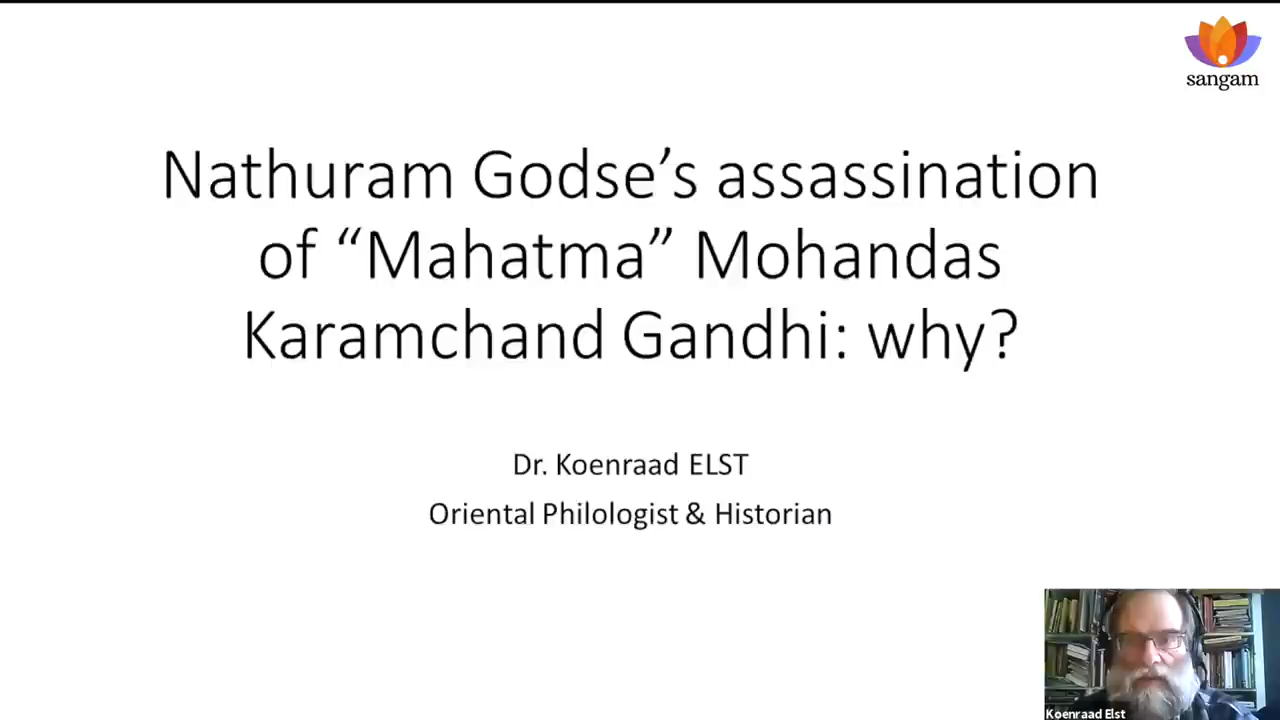 sangam
Nathuram Godse’s assassination
of “Mahatma” Mohandas
Karamchand Gandhi: why?
Dr. Koenraad ELST
Oriental Philologist & Historian
Koenraad Elst